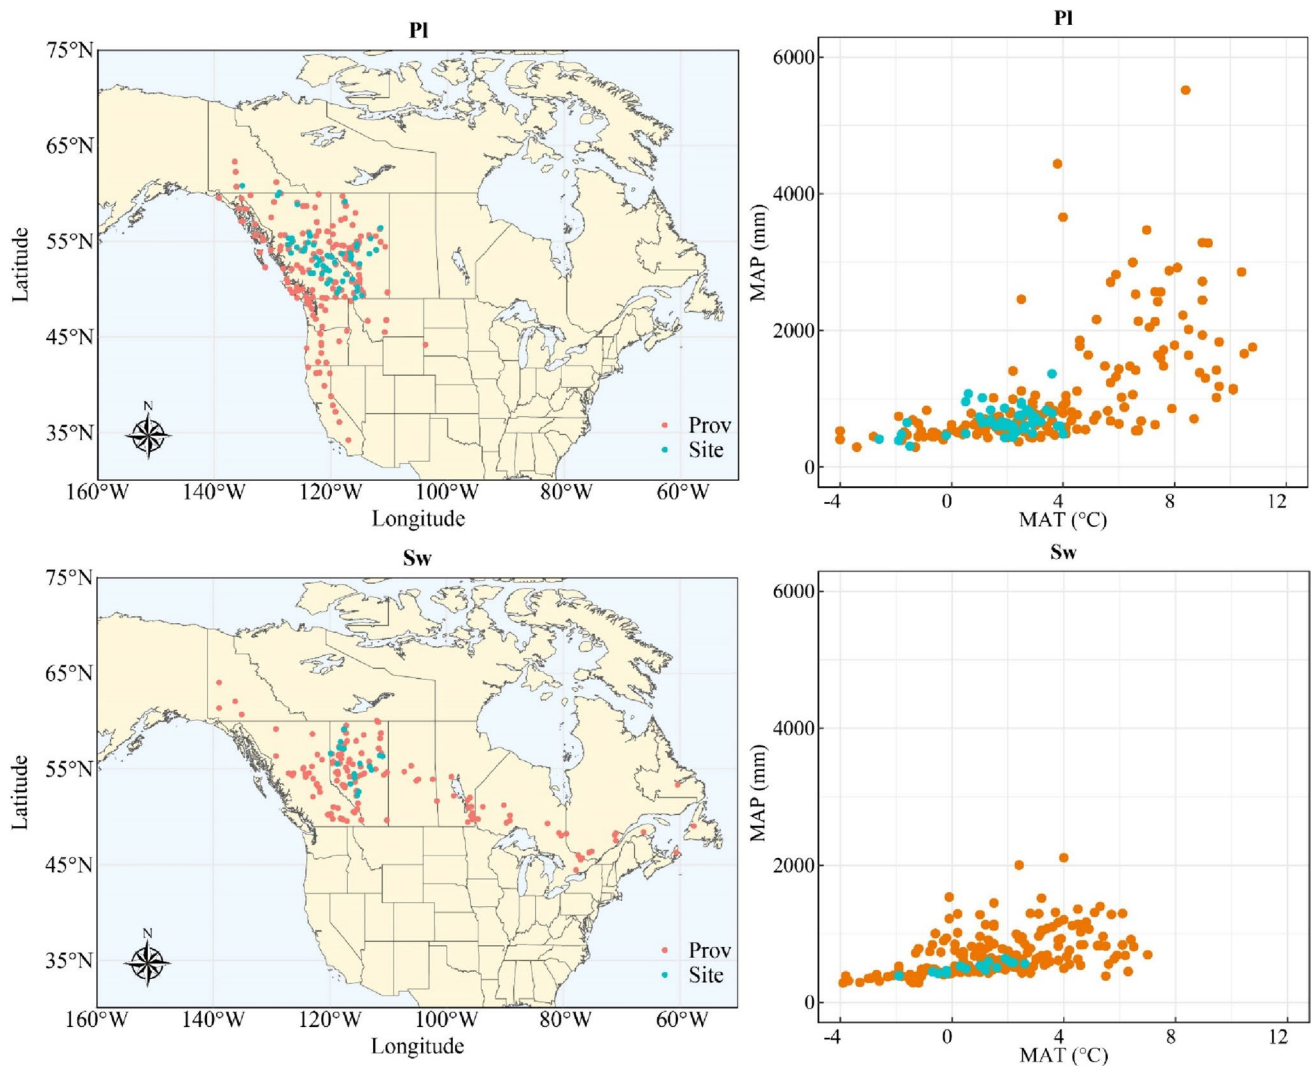 Pl
75°N
65°N
55°N
45°N
35°N
Latitude
N
Prov
Site
160°W 140°W 120°W 100°W 80°W 60°W
Longitude
Pl
6000
4000
2000
0
MAP (mm)
-4 0 4 8 12
MAT (°C)
Sw
75°N
65°N
55°N
45°N
35°N
Latitude
N
Prov
Site
160°W 140°W 120°W 100°W 80°W 60°W
Longitude
Sw
6000
4000
2000
0
MAP (mm)
-4 0 4 8 12
MAT (°C)